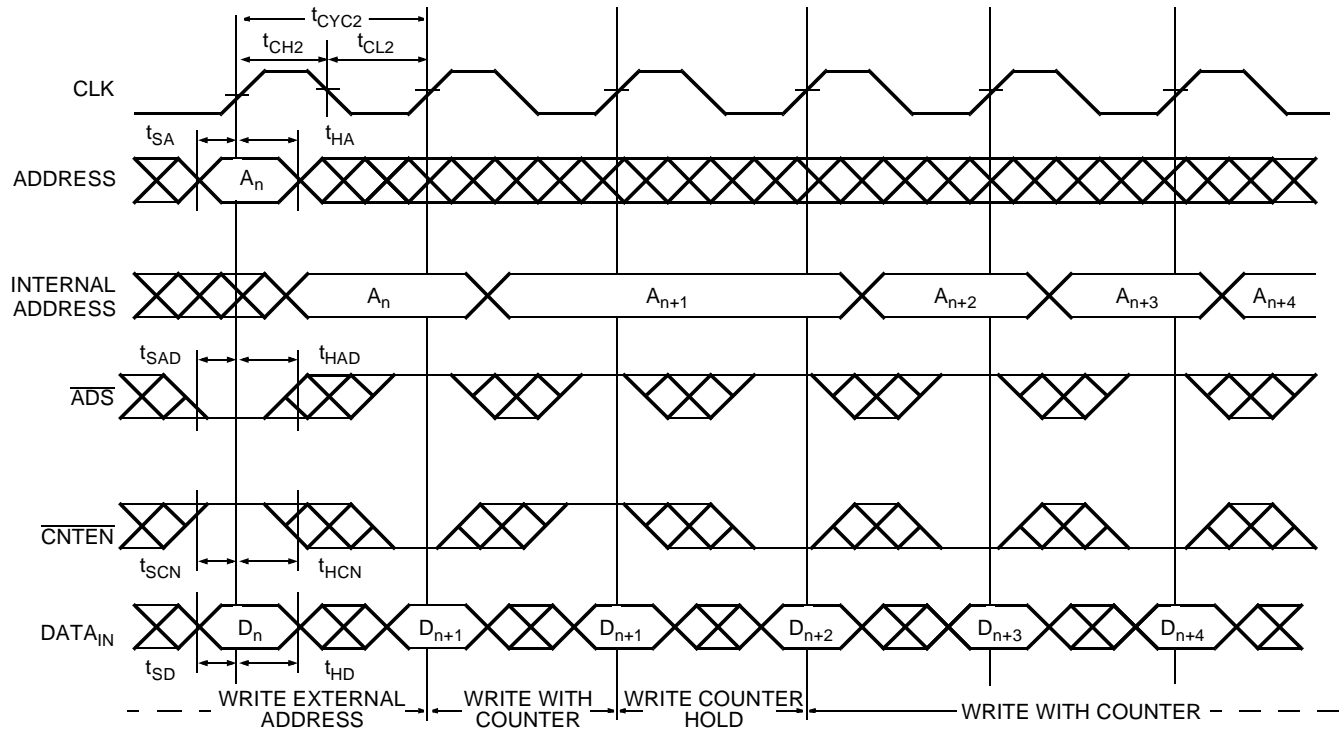 tCYC2
tCH2 tCL2
CLK
tSA tHA
ADDRESS An
INTERNAL
ADDRESS An An+1 An+2 An+3 An+4
tSAD tHAD
ADS
CNTEN
tSCN tHCN
DATAIN Dn Dn+1 Dn+1 Dn+2 Dn+3 Dn+4
tSD tHD
WRITE EXTERNAL
ADDRESS
WRITE WITH
COUNTER
WRITE COUNTER
HOLD
WRITE WITH COUNTER